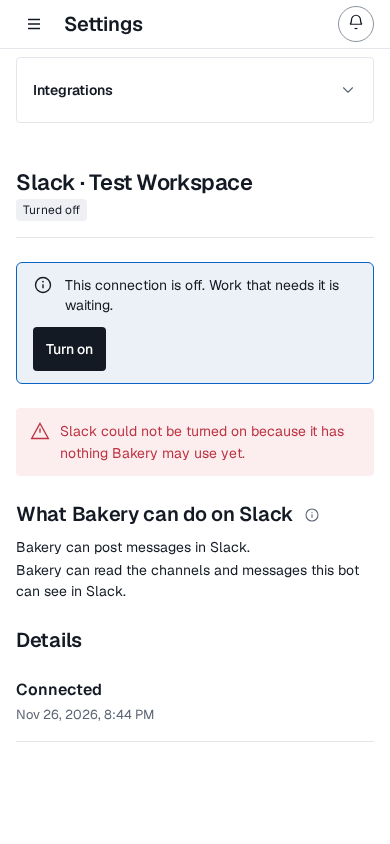 Settings
Integrations
Slack · Test Workspace
Turned off
This connection is off. Work that needs it is
waiting.
Turn on
Slack could not be turned on because it has
nothing Bakery may use yet.
What Bakery can do on Slack
Bakery can post messages in Slack.
Bakery can read the channels and messages this bot
can see in Slack.
Details
Connected
Nov 26, 2026, 8:44 PM